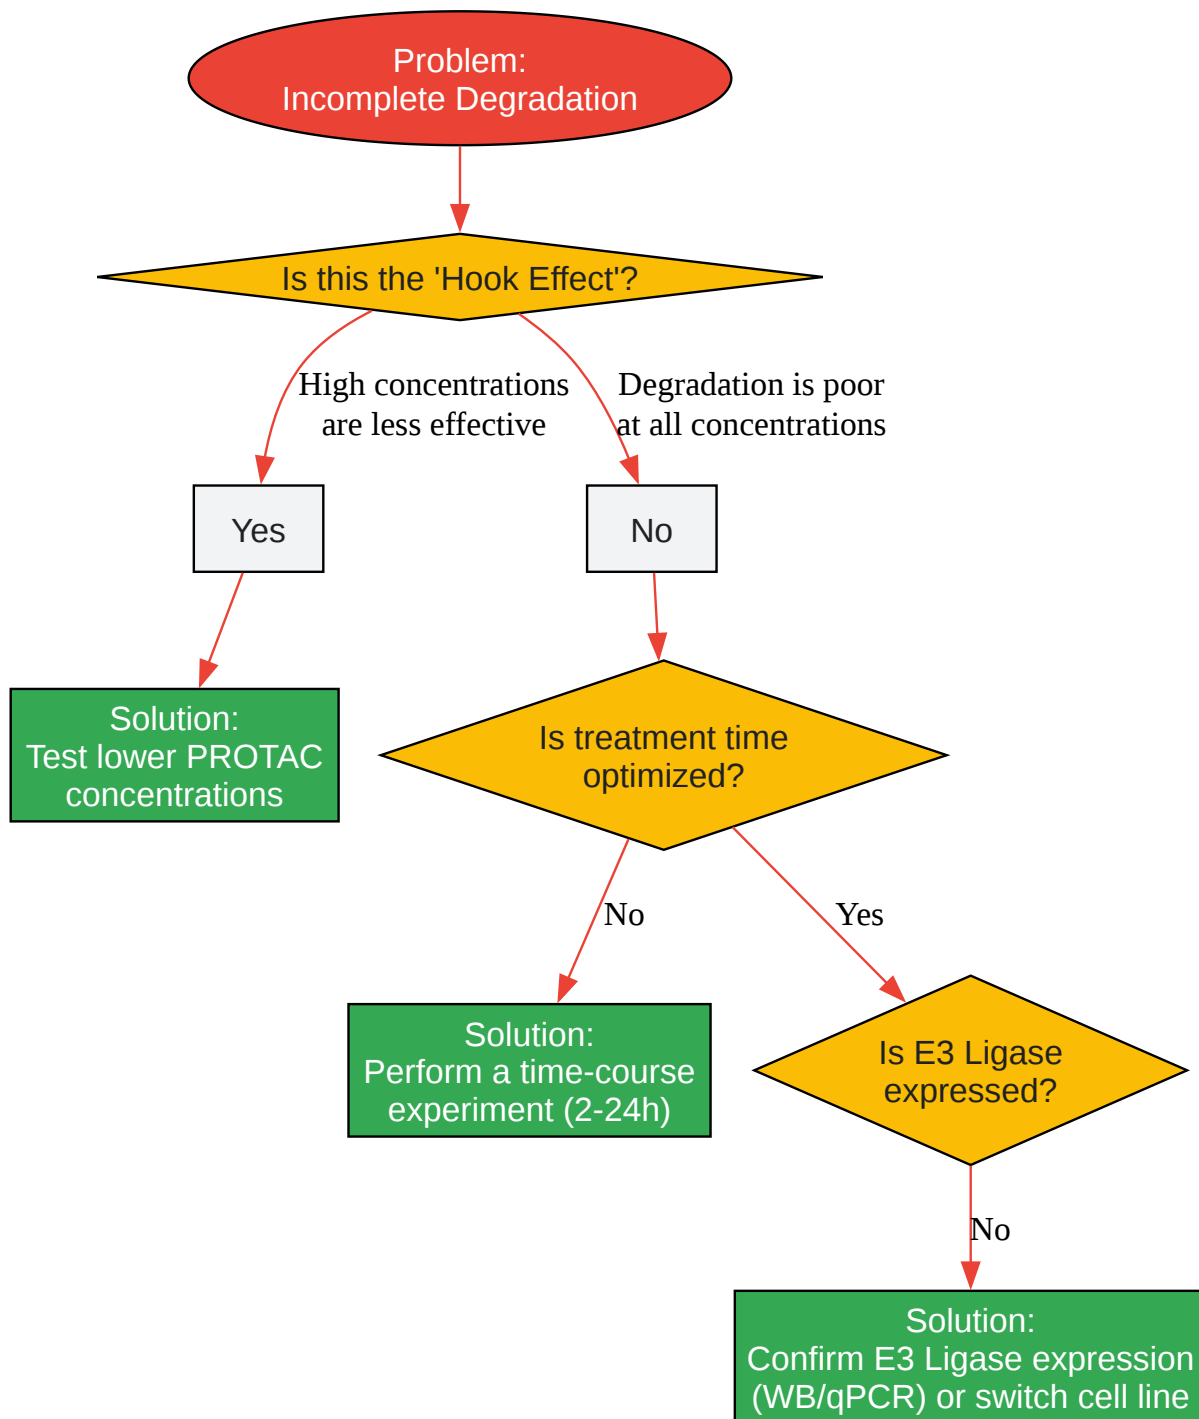 Problem:
Incomplete Degradation
Is this the 'Hook Effect'?
High concentrations
are less effective
Degradation is poor
at all concentrations
Yes
No
Solution:
Test lower PROTAC
concentrations
Is treatment time
optimized?
No
Yes
Solution:
Perform a time-course
experiment (2-24h)
Is E3 Ligase
expressed?
No
Solution:
Confirm E3 Ligase expression
(WB/qPCR) or switch cell line